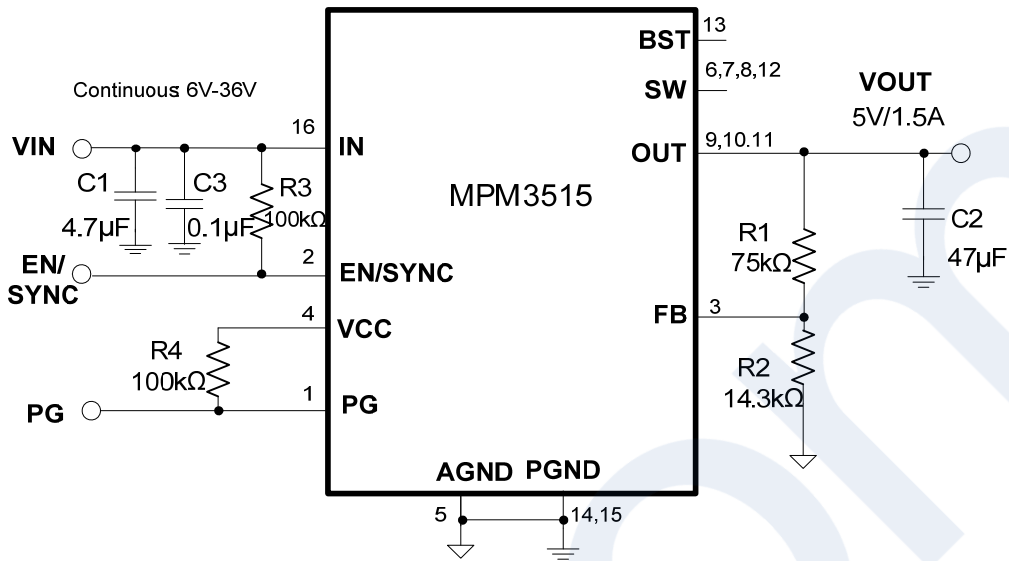 BST
13
SW
6,7,8,12
Continuous: 6V-36V
VOUT
5V/1.5A
VIN
16
IN
OUT
9,10.11
C1
4.7µF
C3
0.1µF
R3
100kΩ
MPM3515
C2
47µF
R1
75kΩ
EN/
SYNC
2
EN/SYNC
4
VCC
FB
3
R4
100kΩ
R2
14.3kΩ
PG
1
PG
AGND
PGND
5
14,15